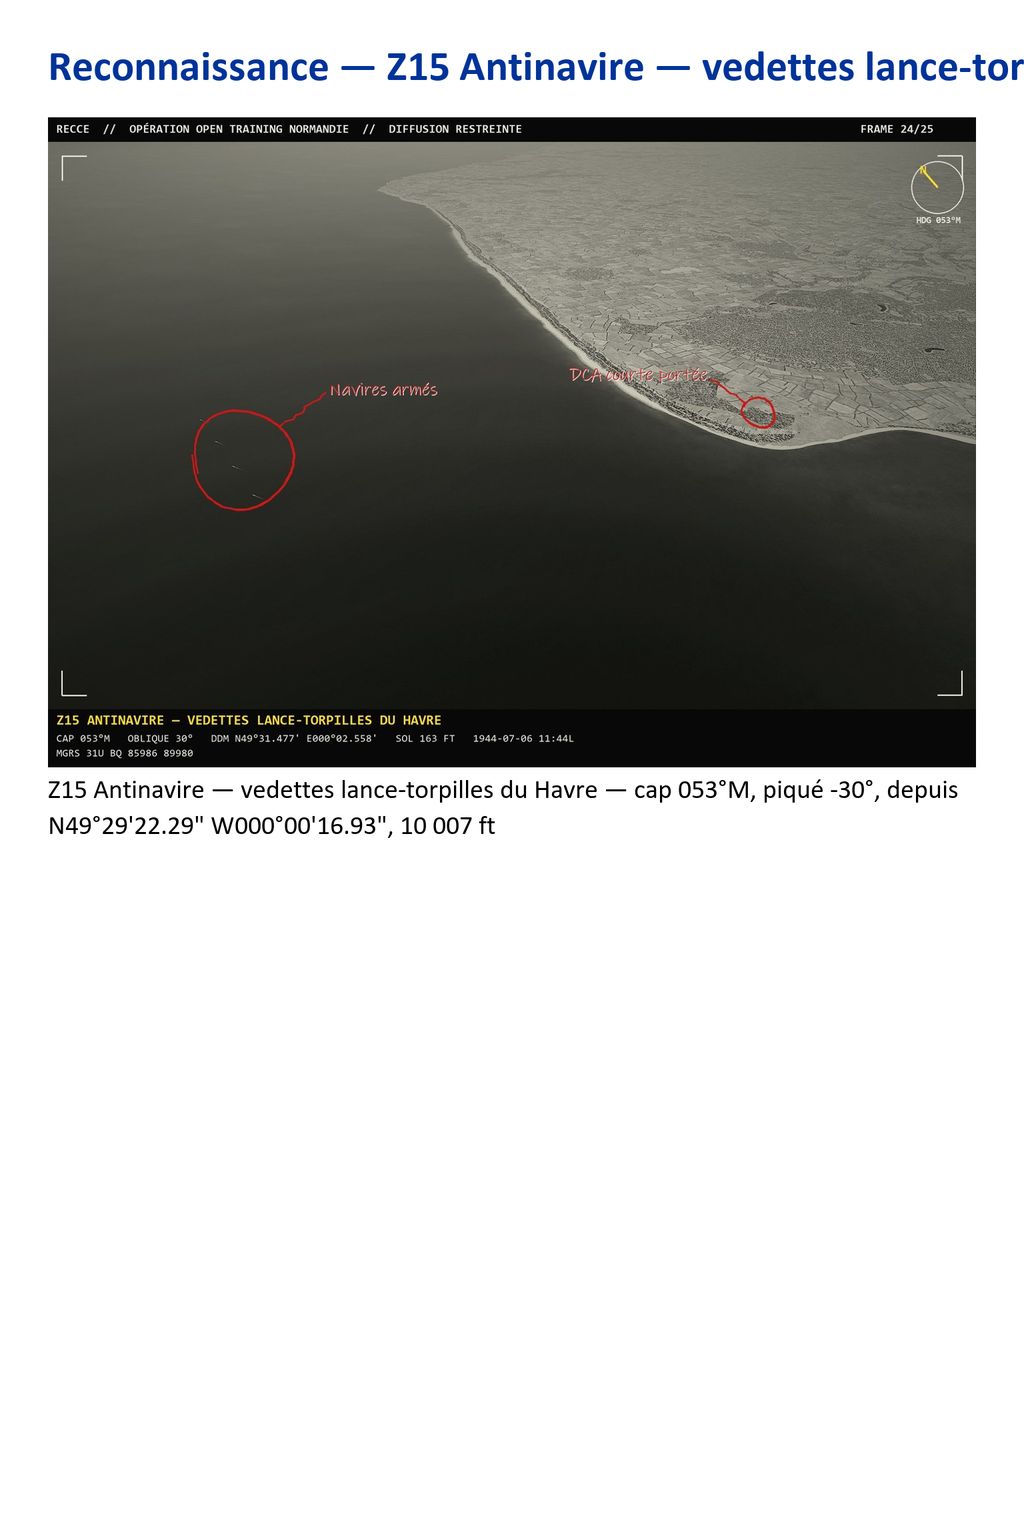 Reconnaissance — Z15 Antinavire — vedettes lance-tor
RECCE // OPÉRATION OPEN TRAINING NORMANDIE // DIFFUSION RESTREINTE FRAME 24/25
N
HDG 053°M
DCA courte portée
Navires armés
Z15 ANTINAVIRE — VEDETTES LANCE-TORPILLES DU HAVRE
CAP 053°M OBLIQUE 30° DDM N49°31.477' E000°02.558' SOL 163 FT 1944-07-06 11:44L
MGRS 31U BQ 85986 89980
Z15 Antinavire — vedettes lance-torpilles du Havre — cap 053°M, piqué -30°, depuis
N49°29'22.29" W000°00'16.93", 10 007 ft